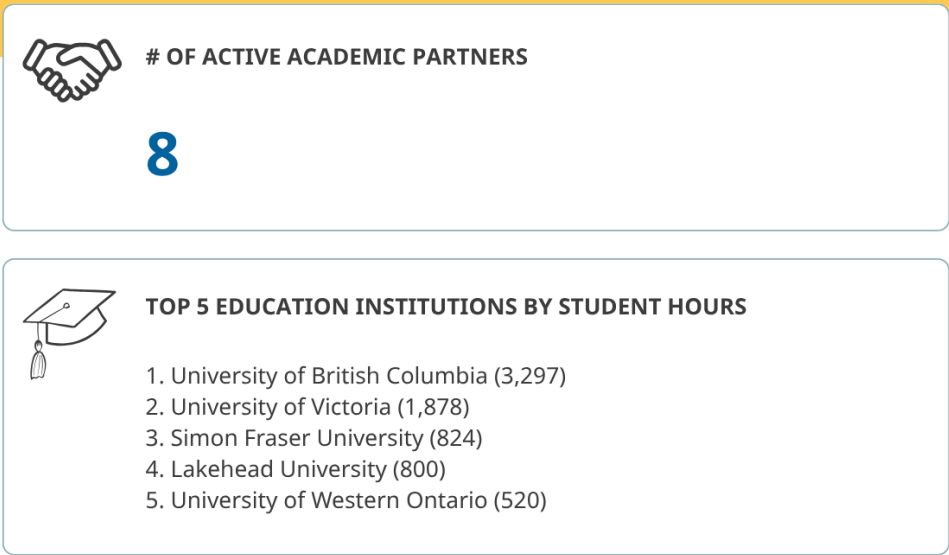 # OF ACTIVE ACADEMIC PARTNERS
8
TOP 5 EDUCATION INSTITUTIONS BY STUDENT HOURS
1. University of British Columbia (3,297)
2. University of Victoria (1,878)
3. Simon Fraser University (824)
4. Lakehead University (800)
5. University of Western Ontario (520)